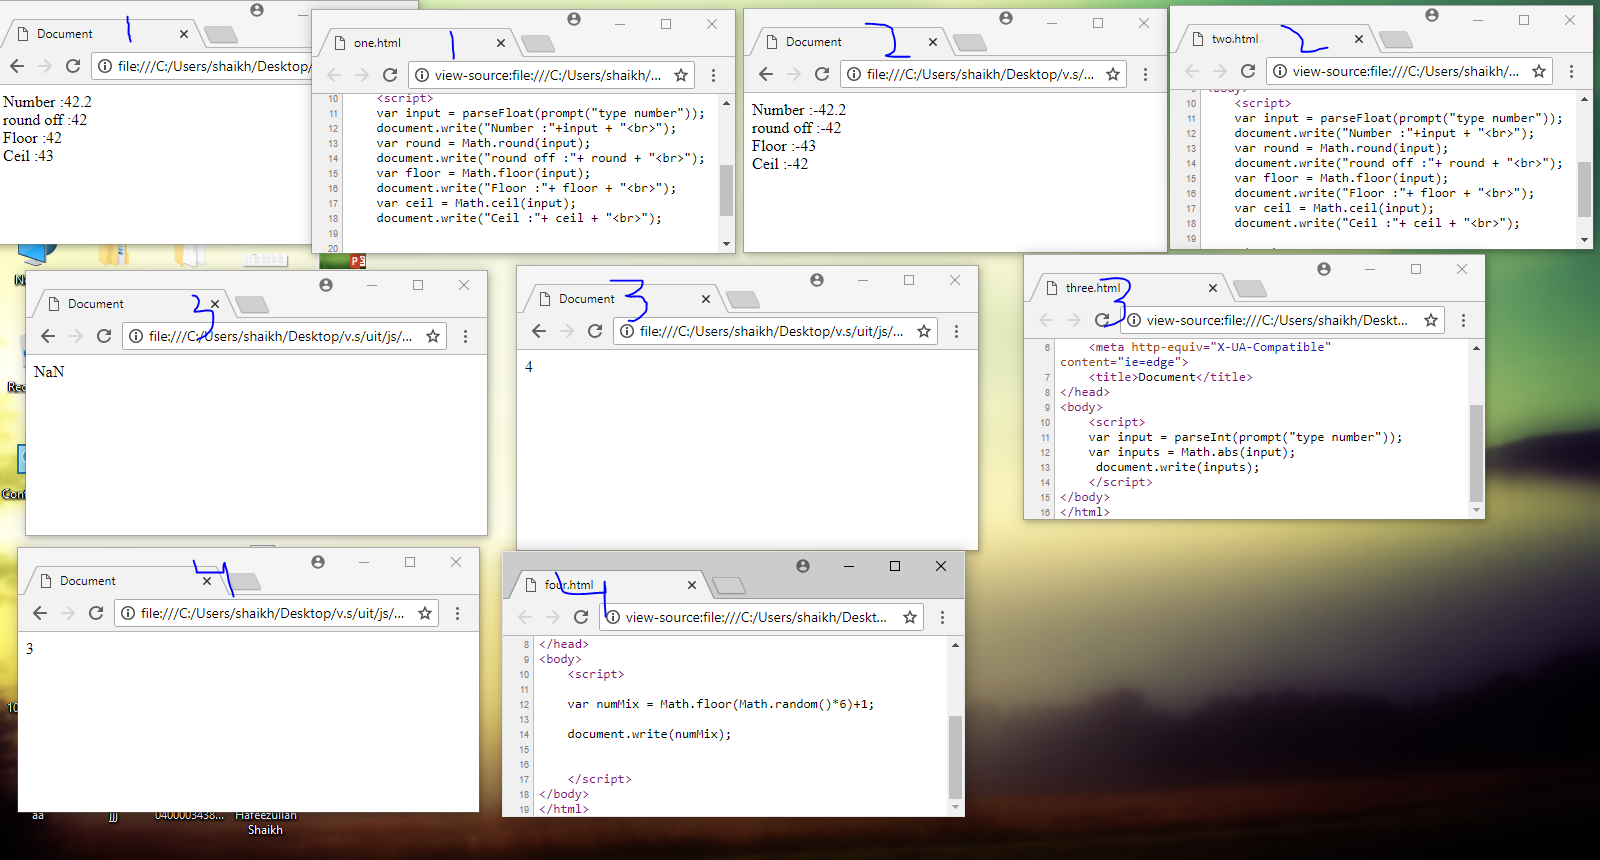 Document
1
file:///C:/Users/shaikh/Desktop/
Number :42.2
round off :42
Floor :42
Ceil :43
one.html
1
view-source:file:///C:/Users/shaikh/...
10 <script>
11 var input = parseFloat(prompt("type number"));
12 document.write("Number :"+input + "<br>");
13 var round = Math.round(input);
14 document.write("round off :"+ round + "<br>");
15 var floor = Math.floor(input);
16 document.write("Floor :"+ floor + "<br>");
17 var ceil = Math.ceil(input);
18 document.write("Ceil :"+ ceil + "<br>");
20
Document
2
file:///C:/Users/shaikh/Desktop/v.s/...
Number :-42.2
round off :-42
Floor :-43
Ceil :-42
two.html
2
view-source:file:///C:/Users/shaikh/...
<body>
10 <script>
11 var input = parseFloat(prompt("type number"));
12 document.write("Number :"+input + "<br>");
13 var round = Math.round(input);
14 document.write("round off :"+ round + "<br>");
15 var floor = Math.floor(input);
16 document.write("Floor :"+ floor + "<br>");
17 var ceil = Math.ceil(input);
18 document.write("Ceil :"+ ceil + "<br>");
19
Document
3
file:///C:/Users/shaikh/Desktop/v.s/uit/js/...
NaN
Document
3
file:///C:/Users/shaikh/Desktop/v.s/uit/js/...
4
three.html
3
view-source:file:///C:/Users/shaikh/Deskt...
6 <meta http-equiv="X-UA-Compatible"
content="ie=edge">
7 <title>Document</title>
8 </head>
9 <body>
10 <script>
11 var input = parseInt(prompt("type number"));
12 var inputs = Math.abs(input);
13 document.write(inputs);
14 </script>
15 </body>
16 </html>
Document
4
file:///C:/Users/shaikh/Desktop/v.s/uit/js/...
3
four.html
4
view-source:file:///C:/Users/shaikh/Deskt...
8 </head>
9 <body>
10 <script>
11
12 var numMix = Math.floor(Math.random()*6)+1;
13
14 document.write(numMix);
15
16
17 </script>
18 </body>
19 </html>
aa
jjj
0400003438...
Hafeezullah
Shaikh